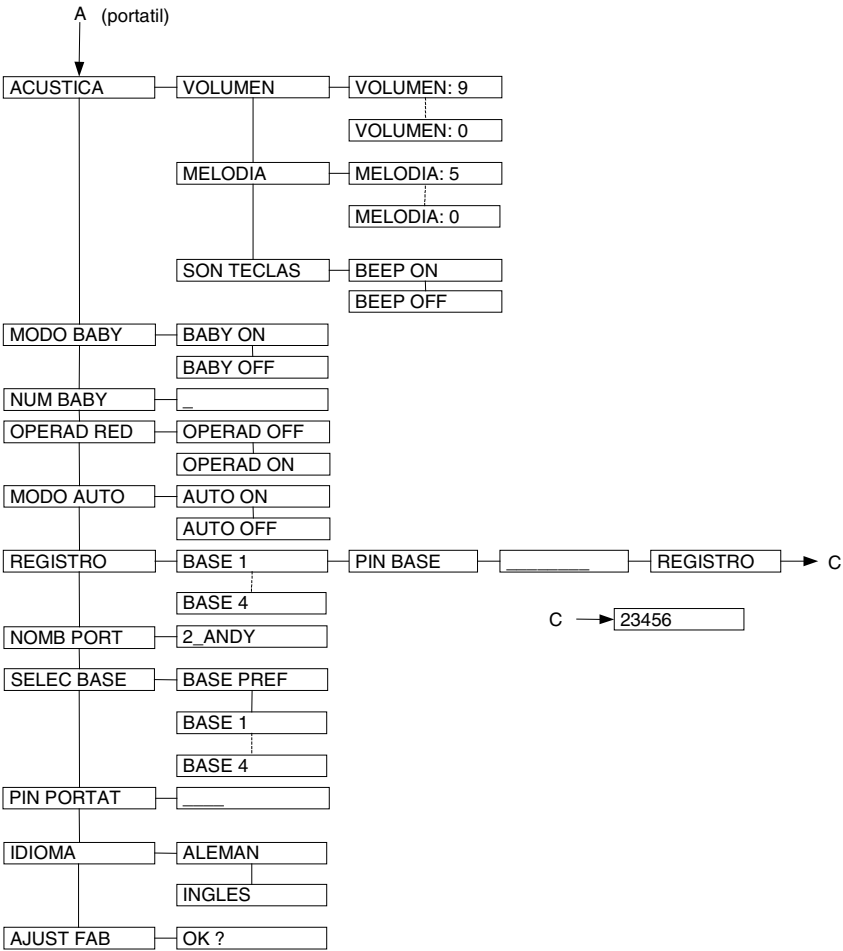 A (portatil)
ACUSTICA VOLUMEN VOLUMEN: 9
VOLUMEN: 0
MELODIA MELODIA: 5
MELODIA: 0
SON TECLAS BEEP ON
BEEP OFF
MODO BABY BABY ON
BABY OFF
NUM BABY _
OPERAD RED OPERAD OFF
OPERAD ON
MODO AUTO AUTO ON
AUTO OFF
REGISTRO BASE 1 PIN BASE ________ REGISTRO C
BASE 4
C 23456
NOMB PORT 2_ANDY
SELEC BASE BASE PREF
BASE 1
BASE 4
PIN PORTAT ____
IDIOMA ALEMAN
INGLES
AJUST FAB OK ?